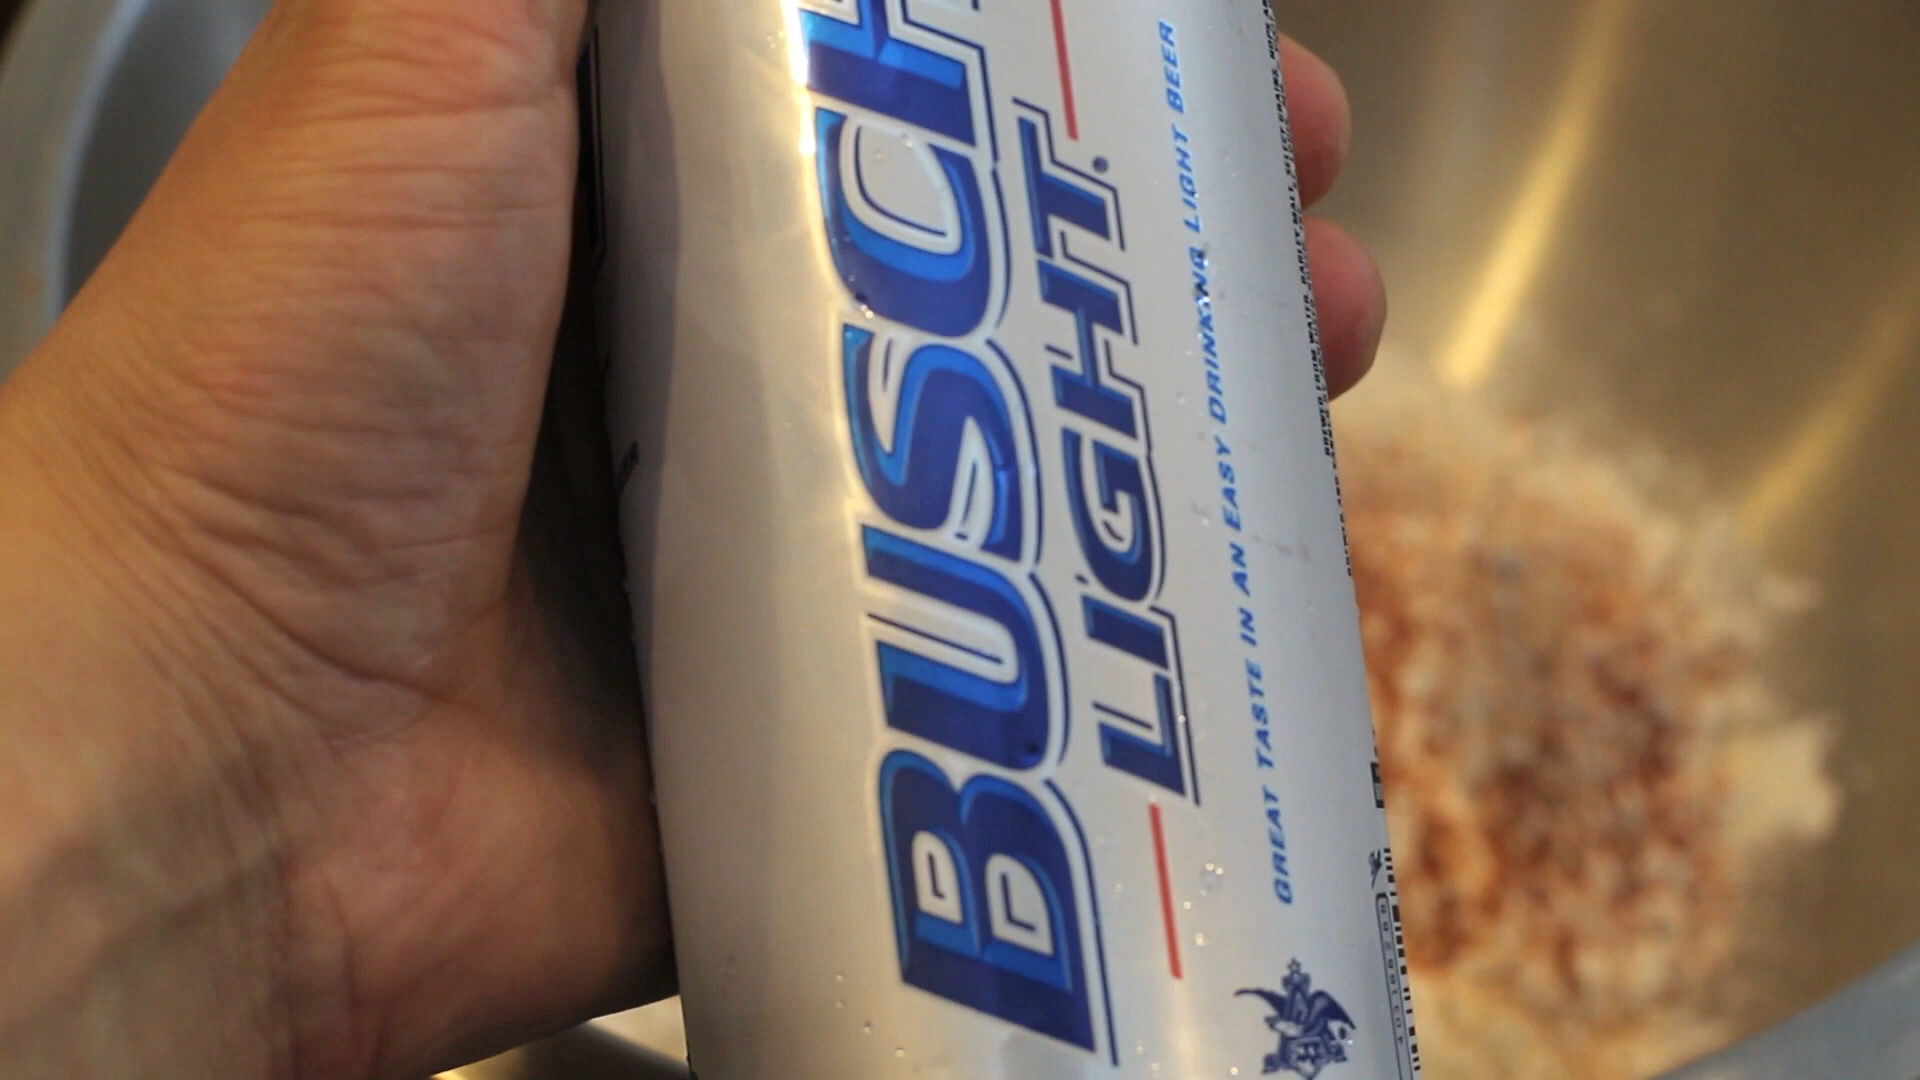 BUSCH
LIGHT®
GREAT TASTE IN AN EASY DRINKING LIGHT BEER